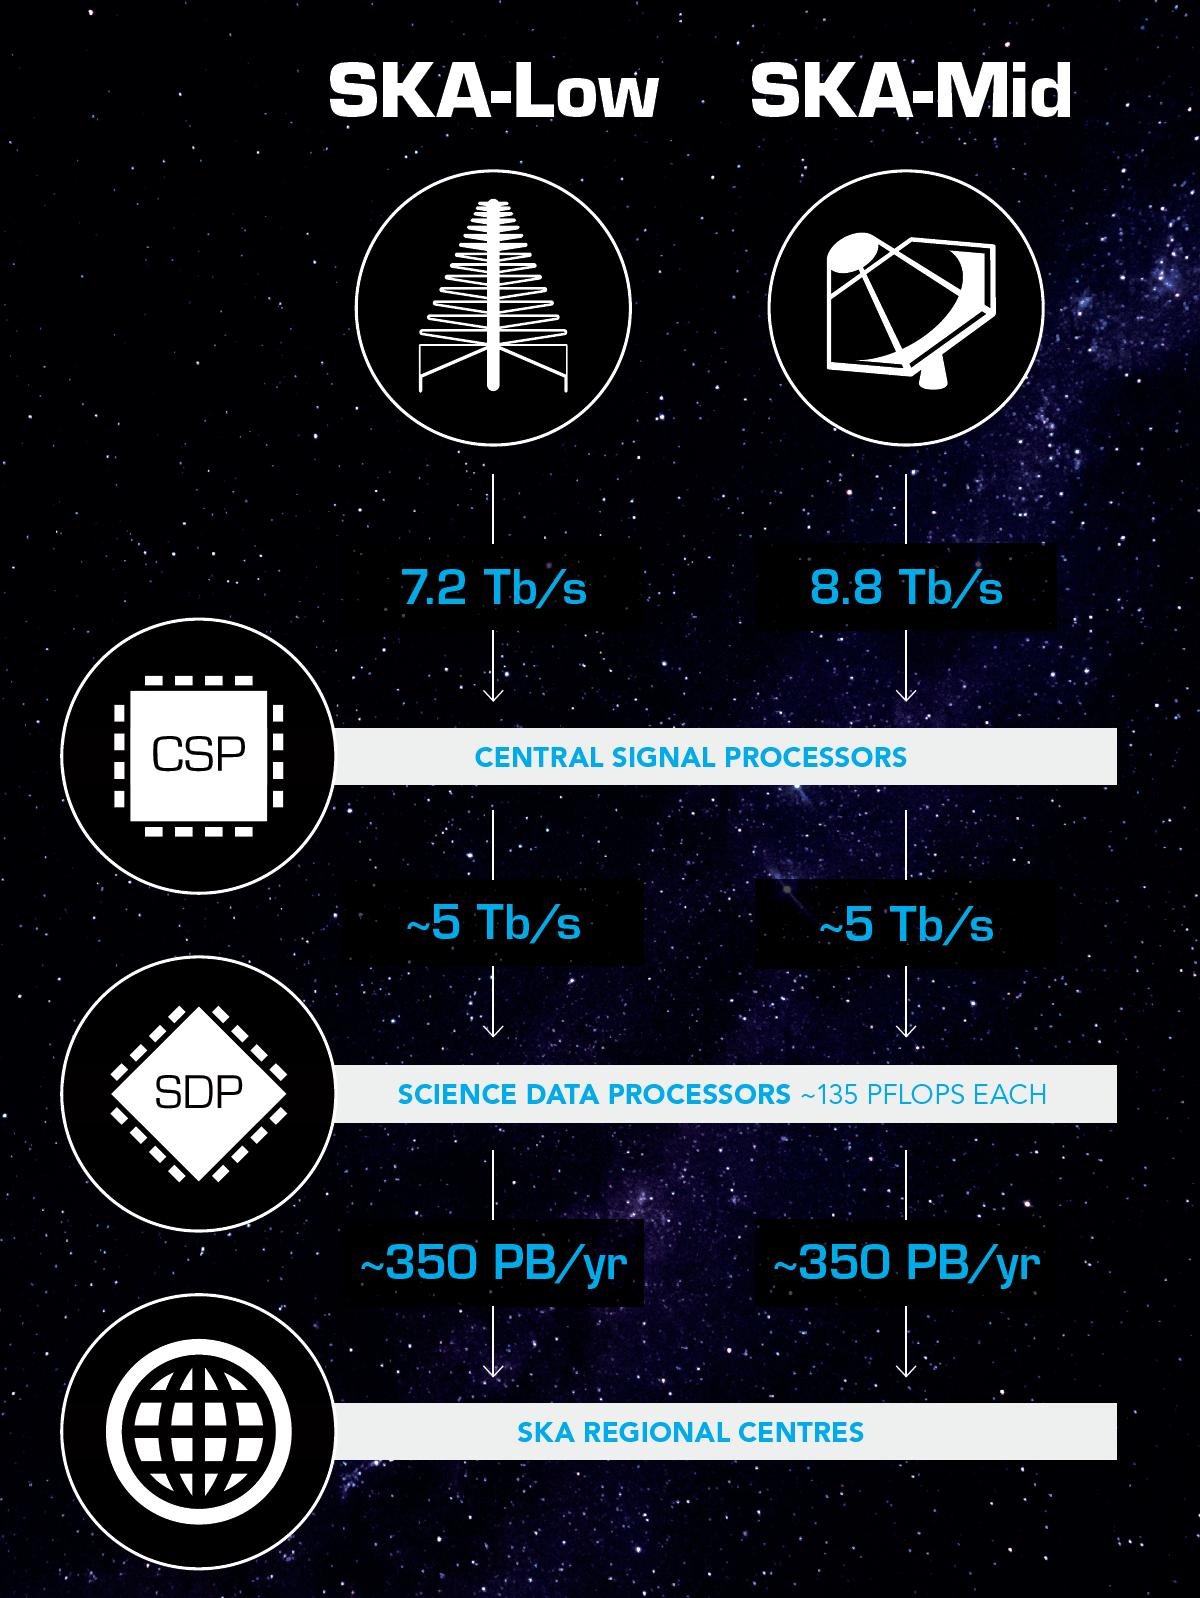 SKA-Low SKA-Mid
7.2 Tb/s 8.8 Tb/s
CSP CENTRAL SIGNAL PROCESSORS
~5 Tb/s ~5 Tb/s
SDP SCIENCE DATA PROCESSORS ~135 PFLOPS EACH
~350 PB/yr ~350 PB/yr
SKA REGIONAL CENTRES